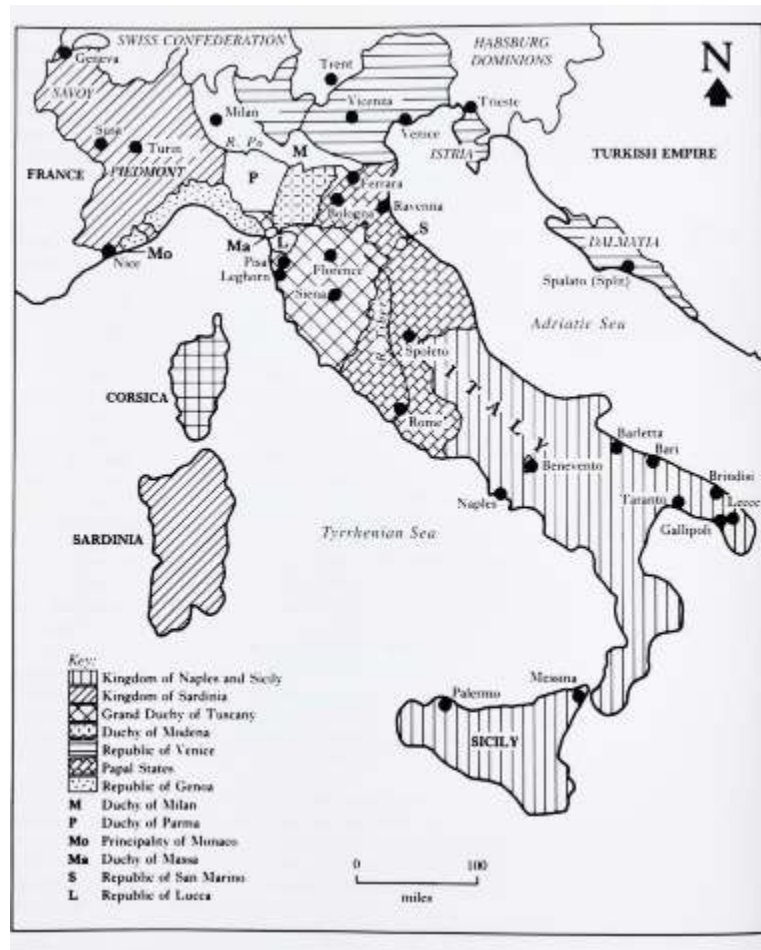 SWISS CONFEDERATION
HABSBURG
DOMINIONS
N
Geneva
Trent
SAVOY
Milan
Vicenza
Trieste
Susa
Turin
R. Po
M
Venice
ISTRIA
TURKISH EMPIRE
FRANCE
PIEDMONT
P
Ferrara
Bologna
Ravenna
S
DALMATIA
Nice
Mo
Ma
L
Pisa
Florence
Leghorn
Siena
Spalato (Split)
R. Tiber
Adriatic Sea
Spoleto
ITALY
CORSICA
Rome
Barletta
Bari
Benevento
Brindisi
Naples
Taranto
Lecce
Gallipoli
SARDINIA
Tyrrhenian Sea
Messina
Palermo
SICILY
Key:
Kingdom of Naples and Sicily
Kingdom of Sardinia
Grand Duchy of Tuscany
Duchy of Modena
Republic of Venice
Papal States
Republic of Genoa
M Duchy of Milan
P Duchy of Parma
Mo Principality of Monaco
Ma Duchy of Massa
S Republic of San Marino
L Republic of Lucca
0 100
miles